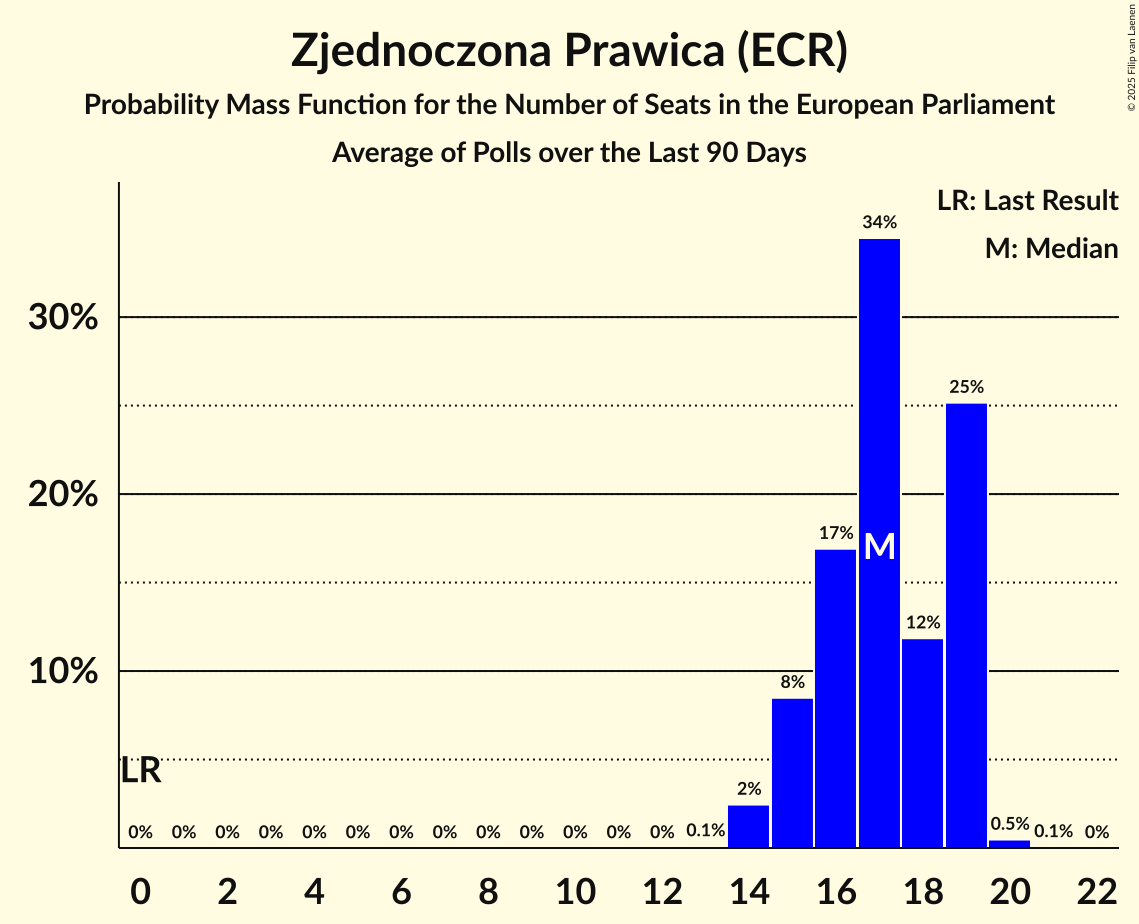 Zjednoczona Prawica (ECR)
Probability Mass Function for the Number of Seats in the European Parliament
Average of Polls over the Last 90 Days
© 2025 Filip van Laenen
LR: Last Result
M: Median
34%
30%
25%
20%
17%
M
12%
10%
8%
LR
2%
0% 0% 0% 0% 0% 0% 0% 0% 0% 0% 0% 0% 0% 0.1% 0.5% 0.1% 0%
0 2 4 6 8 10 12 14 16 18 20 22